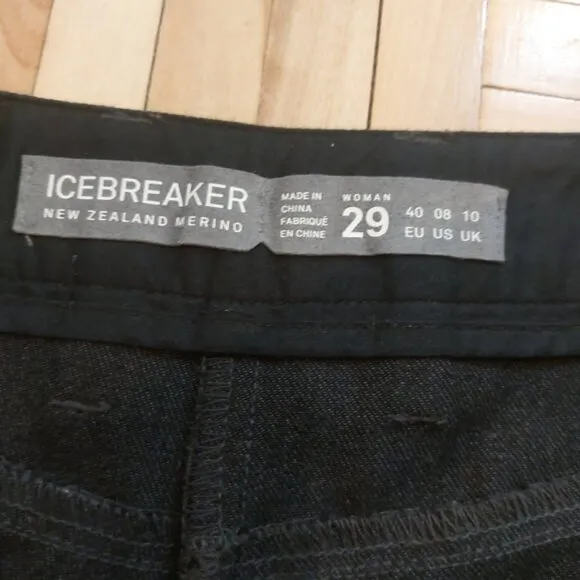 ICEBREAKER
NEW ZEALAND MERINO
MADE IN
CHINA
FABRIQUÉ
EN CHINE
WOMAN
29
40 08 10
EU US UK